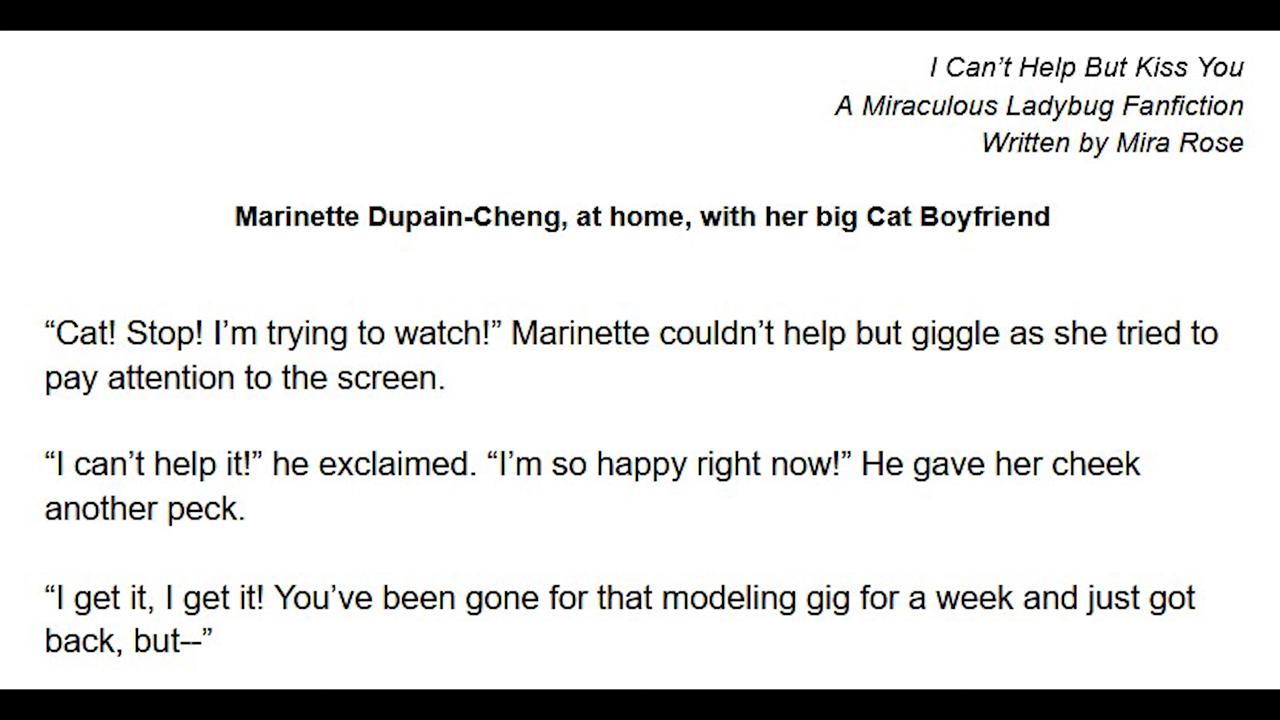 I Can’t Help But Kiss You
A Miraculous Ladybug Fanfiction
Written by Mira Rose
Marinette Dupain-Cheng, at home, with her big Cat Boyfriend
“Cat! Stop! I’m trying to watch!” Marinette couldn’t help but giggle as she tried to
pay attention to the screen.
“I can’t help it!” he exclaimed. “I’m so happy right now!” He gave her cheek
another peck.
“I get it, I get it! You’ve been gone for that modeling gig for a week and just got
back, but--”